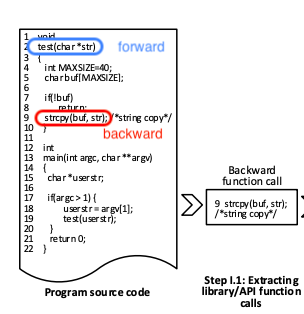 1 void
2 test(char *str) forward
3 {
4 int MAXSIZE=40;
5 char buf[MAXSIZE];
6
7 if(!buf)
8 return;
9 strcpy(buf, str); /*string copy*/
10 } backward
11
12 int
13 main(int argc, char **argv)
14 {
15 char *userstr;
16
17 if(argc > 1) {
18 userstr = argv[1];
19 test(userstr);
20 }
21 return 0;
22 }
Program source code
Backward
function call
9 strcpy(buf, str);
/*string copy*/
Step I.1: Extracting
library/API function
calls